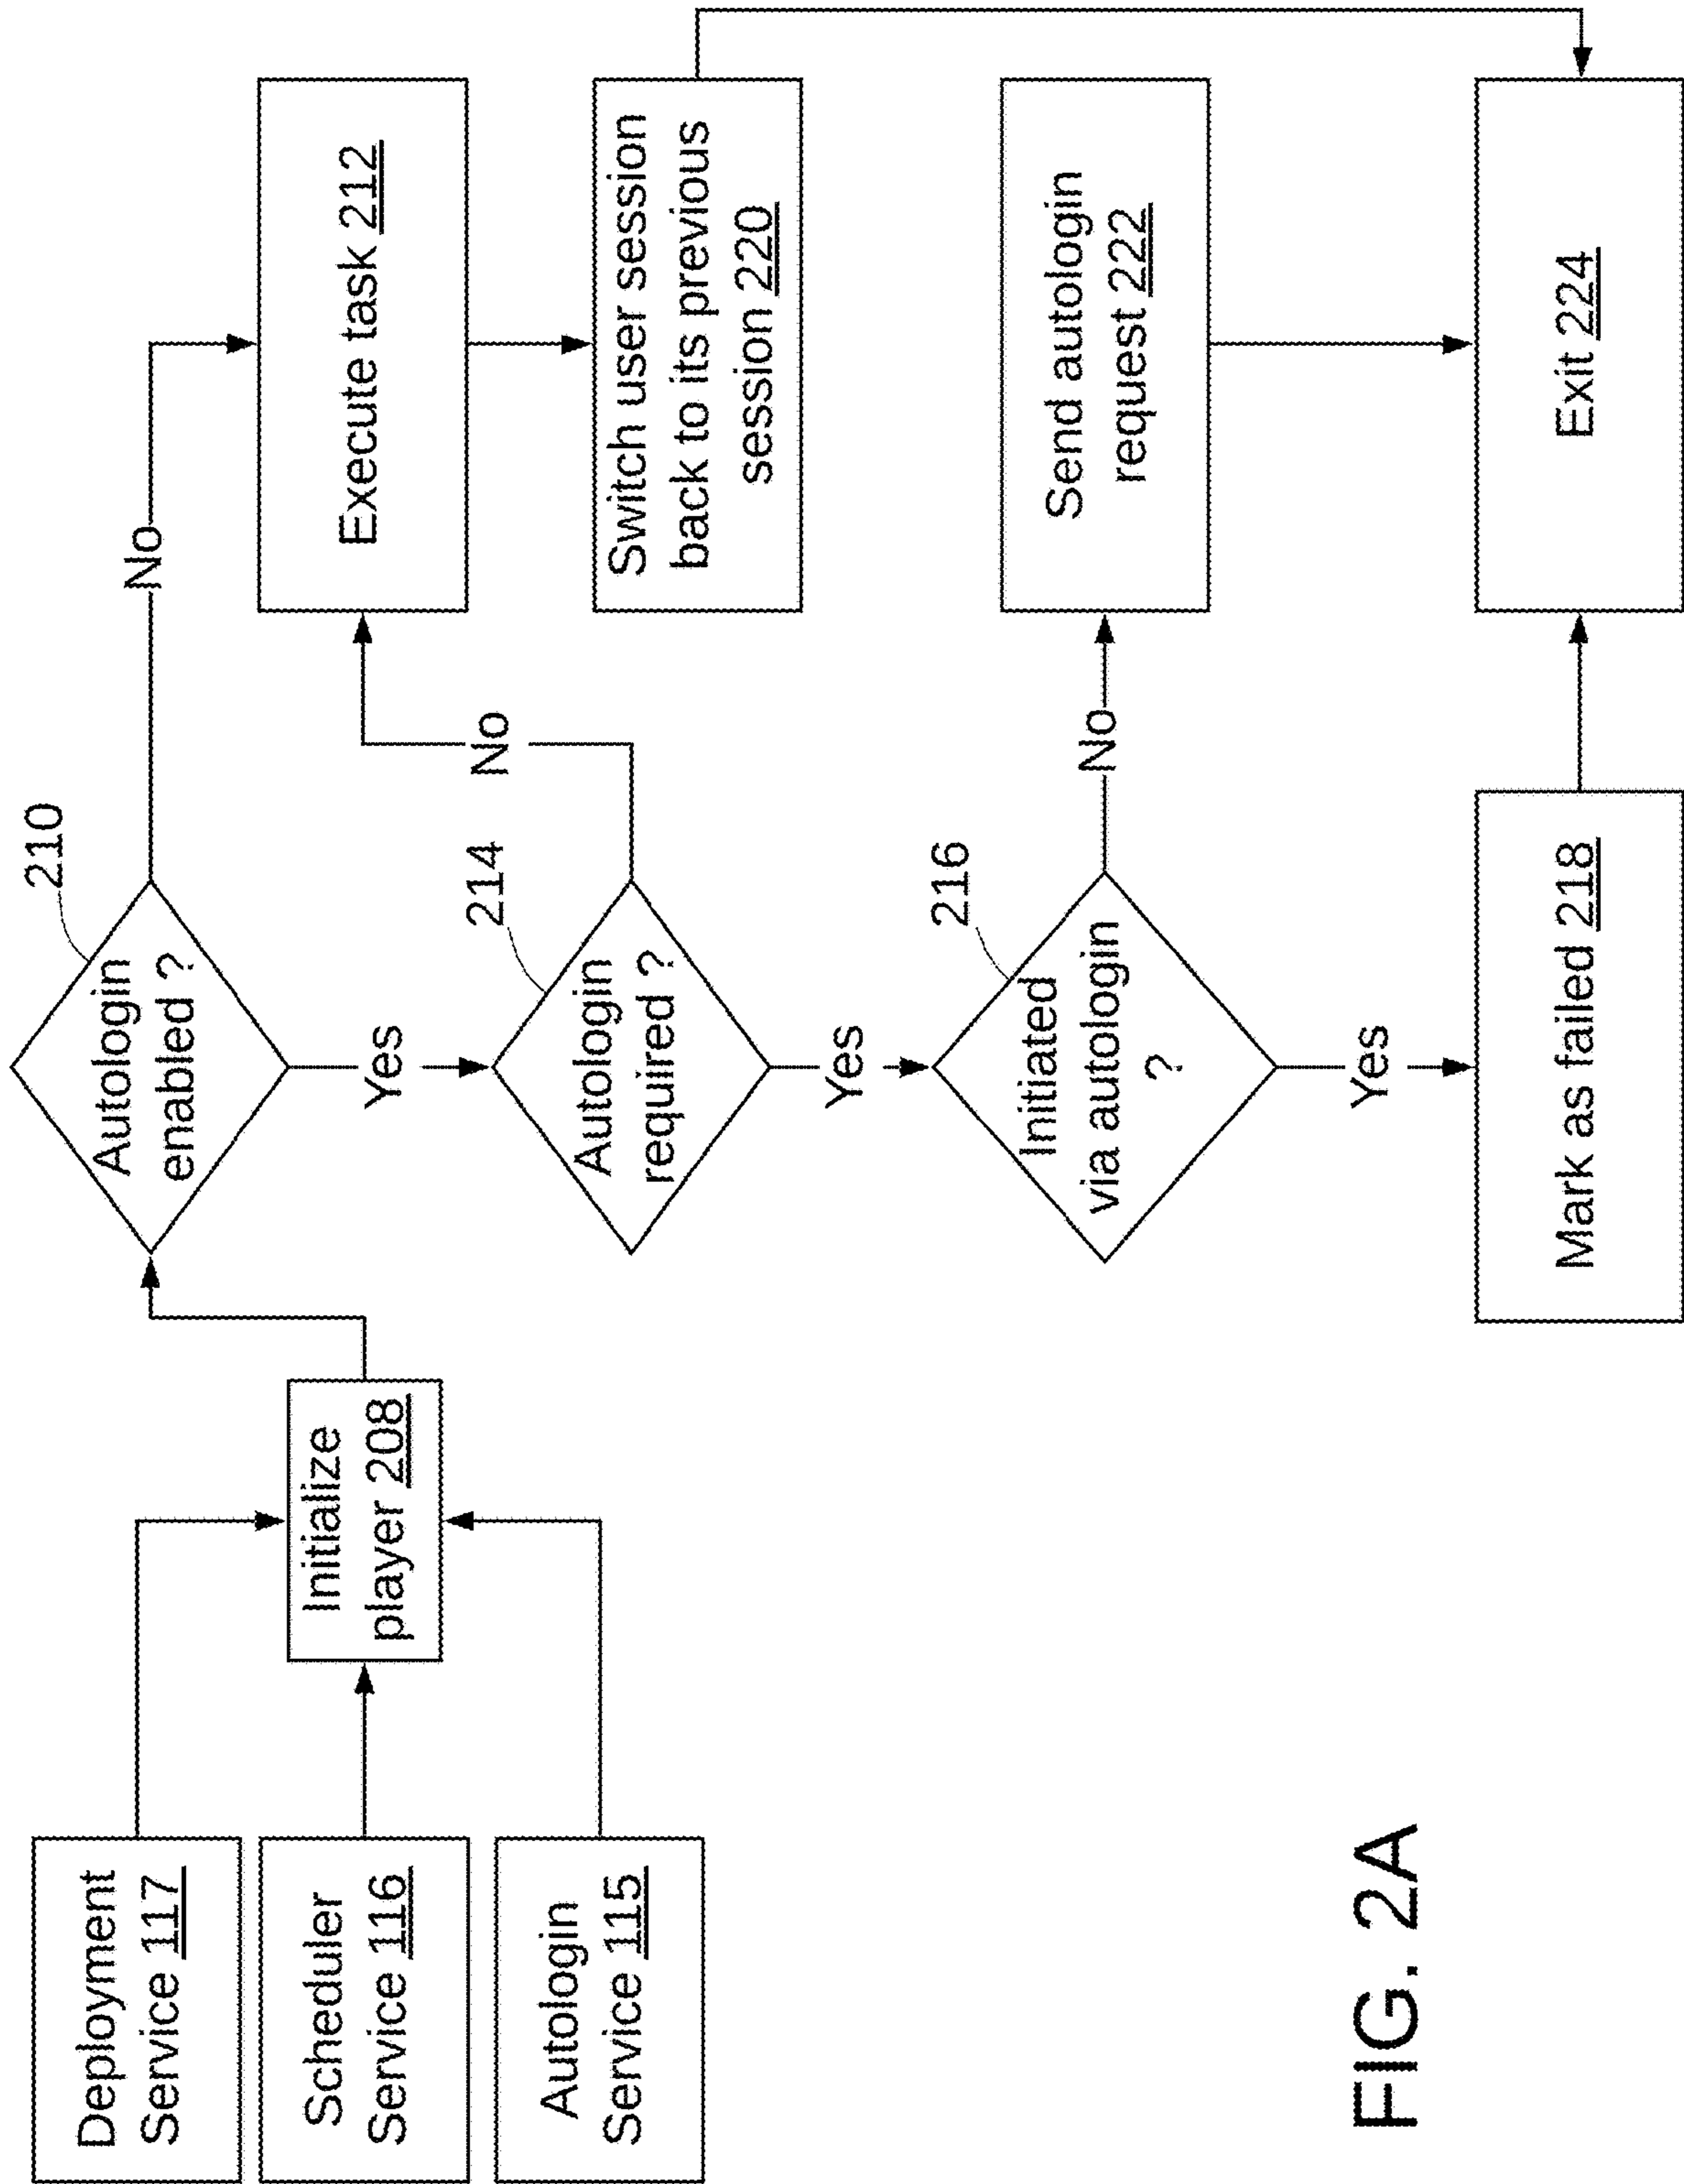 Deployment
Service 117
Scheduler
Service 116
Autologin
Service 115
Initialize
player 208
210
Autologin
enabled ?
No
Yes
Execute task 212
214
Autologin
required ?
No
Yes
Switch user session
back to its previous
session 220
216
Initiated
via autologin
?
No
Yes
Send autologin
request 222
Mark as failed 218
Exit 224
FIG. 2A